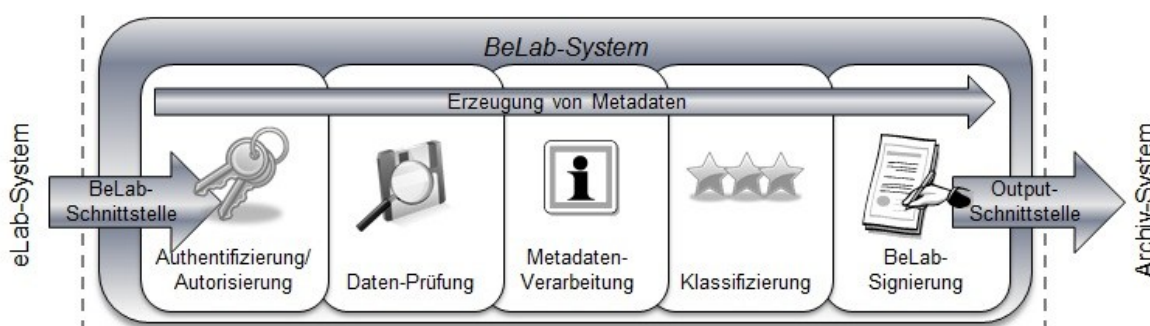 BeLab-System
Erzeugung von Metadaten
eLab-System
BeLab-
Schnittstelle
Authentifizierung/
Autorisierung
Daten-Prüfung
Metadaten-
Verarbeitung
Klassifizierung
BeLab-
Signierung
Output-
Schnittstelle
Archiv-System